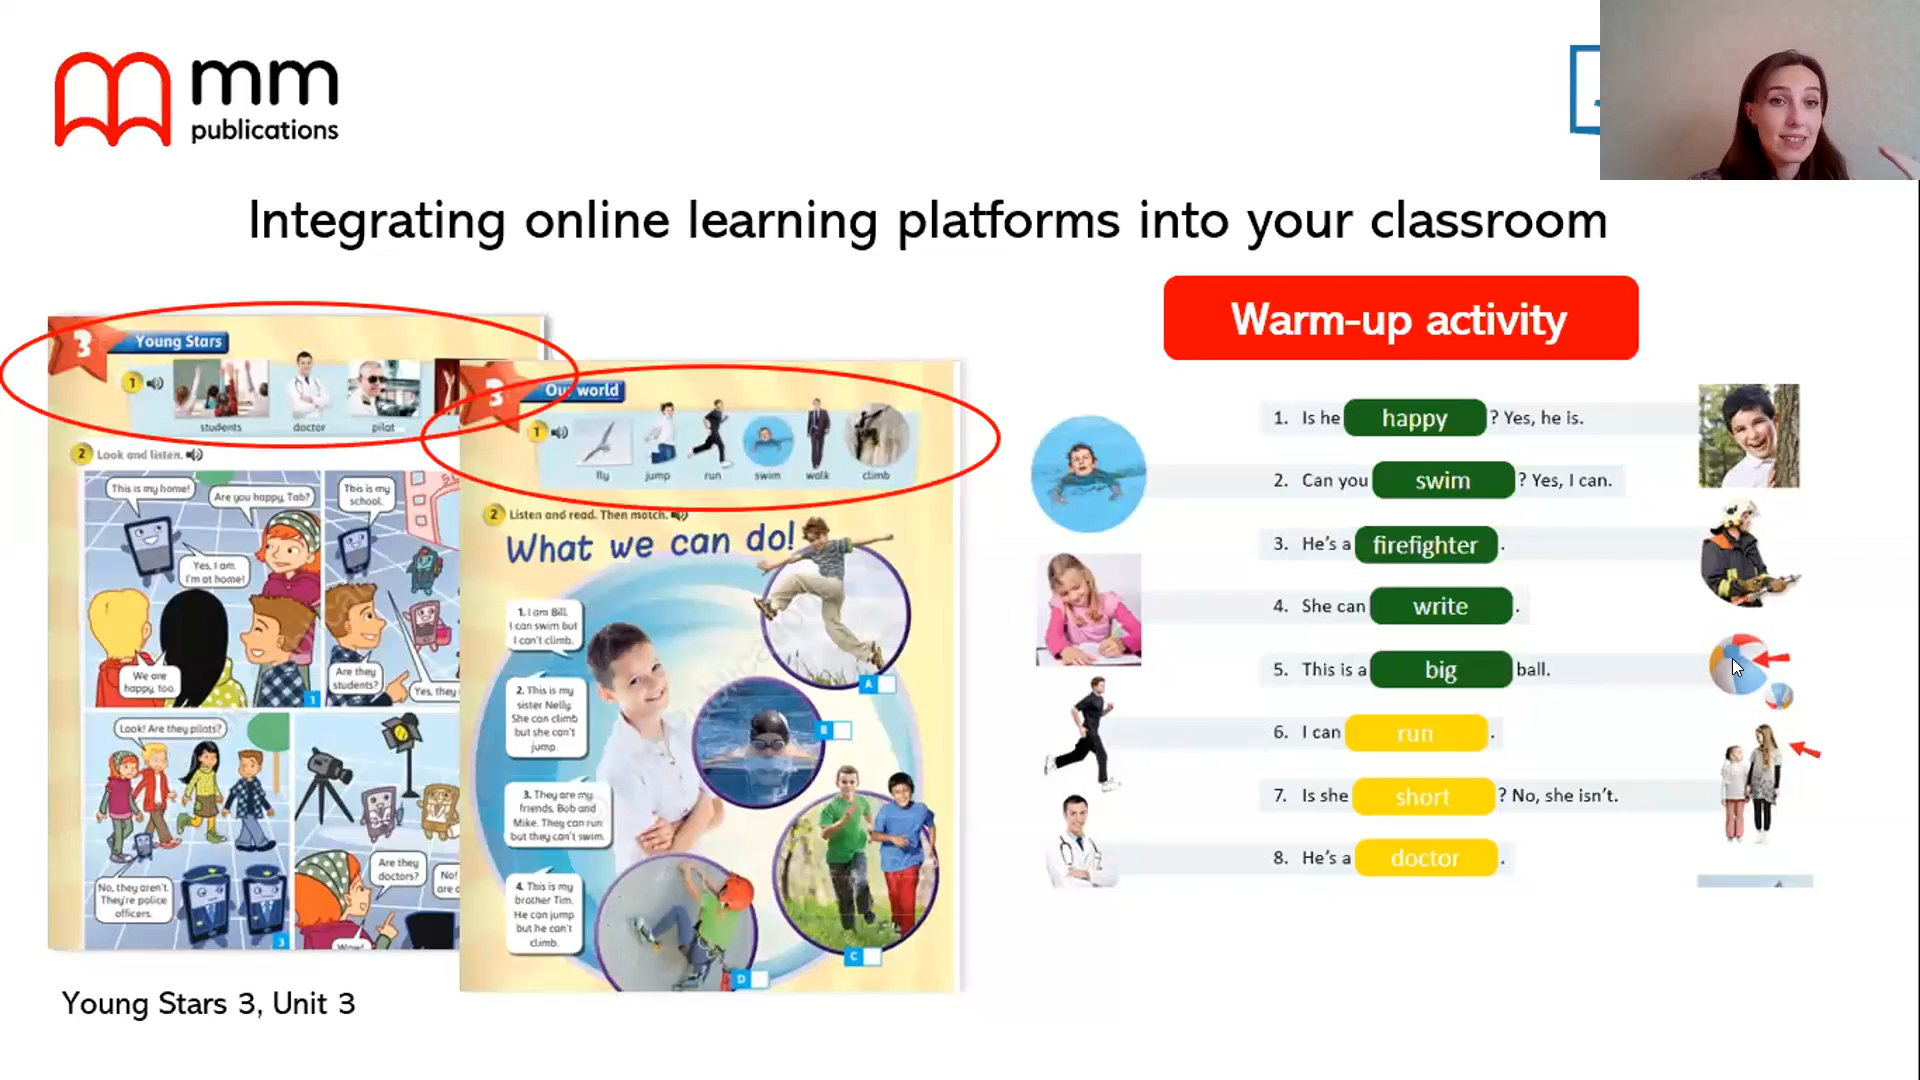 mm
publications
Integrating online learning platforms into your classroom
3
Young Stars
1
students
doctor
pilot
2 Look and listen.
This is my home!
Are you happy, Tab?
This is my
school.
Yes, I am.
I'm at home!
We are
happy, too.
Are they
students?
Yes, they
1
Look! Are they pilots?
No, they aren't.
They're police
officers.
3
Are they
doctors?
No!
are
Wow!
3
Our world
1
fly
jump
run
swim
walk
climb
2 Listen and read. Then match.
What we can do!
1. I am Bill.
I can swim but
I can't climb.
2. This is my
sister Nelly.
She can climb
but she can't
jump.
3. They are my
friends, Bob and
Mike. They can run
but they can't swim.
4. This is my
brother Tim.
He can jump
but he can't
climb.
A
B
C
D
Young Stars 3, Unit 3
Warm-up activity
1. Is he happy ? Yes, he is.
2. Can you swim ? Yes, I can.
3. He's a firefighter .
4. She can write .
5. This is a big ball.
6. I can run .
7. Is she short ? No, she isn't.
8. He's a doctor .